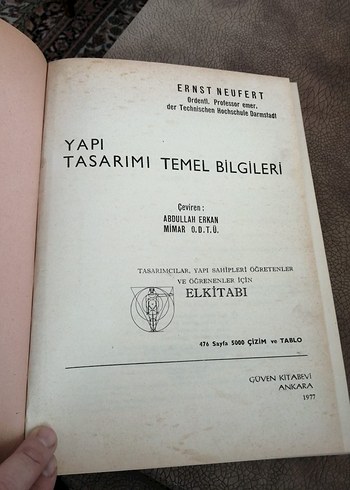 ERNST NEUFERT
Ordentl. Professor emer.
der Technischen Hochschule Darmstadt
YAPI
TASARIMI TEMEL BİLGİLERİ
Çeviren :
ABDULLAH ERKAN
MİMAR O.D.T.Ü.
TASARIMCILAR, YAPI SAHİPLERİ ÖĞRETENLER
VE ÖĞRENENLER İÇİN
ELKİTABI
476 Sayfa 5000 ÇİZİM ve TABLO
GÜVEN KİTABEVİ
ANKARA
1977